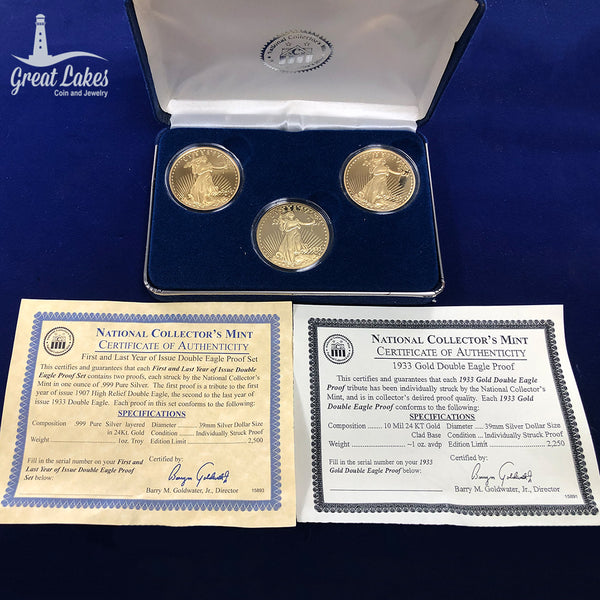 Great Lakes
Coin and Jewelry
National Collector's Mint
LIBERTY
LIBERTY
LIBERTY
NATIONAL COLLECTOR'S MINT
CERTIFICATE OF AUTHENTICITY
First and Last Year of Issue Double Eagle Proof Set
This certifies and guarantees that each First and Last Year of Issue Double
Eagle Proof Set contains two proofs, each struck by the National Collector's
Mint in one ounce of .999 Pure Silver. The first proof is a tribute to the first
year of issue 1907 High Relief Double Eagle, the second to the last year of
issue 1933 Double Eagle. Each proof in this set conforms to the following:
SPECIFICATIONS
Composition ..... .999 Pure Silver layered in 24Kt Gold
Weight ..... 1oz. Troy
Diameter ..... 39mm Silver Dollar Size
Condition ..... Individually Struck Proof
Edition Limit ..... 2,500
Fill in the serial number on your First and
Last Year of Issue Double Eagle Proof
Set below:
Certified by:
Barry M. Goldwater, Jr., Director
15893
NATIONAL COLLECTOR'S MINT
CERTIFICATE OF AUTHENTICITY
1933 Gold Double Eagle Proof
This certifies and guarantees that each 1933 Gold Double Eagle
Proof tribute has been individually struck by the National Collector's
Mint, and is in collector's desired proof quality. Each 1933 Gold
Double Eagle Proof conforms to the following:
SPECIFICATIONS
Composition ..... 10 Mil 24 KT Gold Clad Base
Weight ..... ~1 oz. avdp
Diameter ..... 39mm Silver Dollar Size
Condition ... Individually Struck Proof
Edition Limit ..... 2,250
Fill in the serial number on your 1933
Gold Double Eagle Proof below:
Certified by:
Barry M. Goldwater, Jr., Director
15891